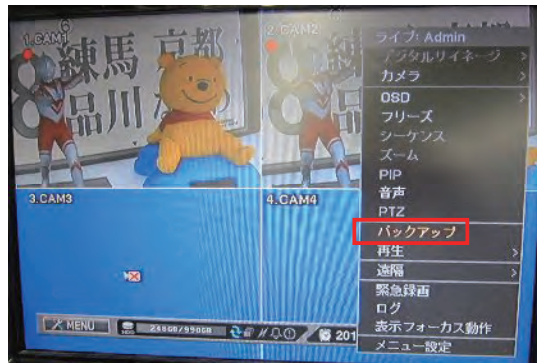 1.CAM1
練馬 京都
品川 な
2.CAM2
3.CAM3
4.CAM4
ライブ: Admin
デジタルサイネージ >
カメラ >
OSD >
フリーズ
シーケンス
ズーム
PIP
音声
PTZ
バックアップ
再生 >
遠隔 >
緊急録画
ログ
表示フォーカス動作
メニュー設定
MENU
HDD
248GB/990GB
201